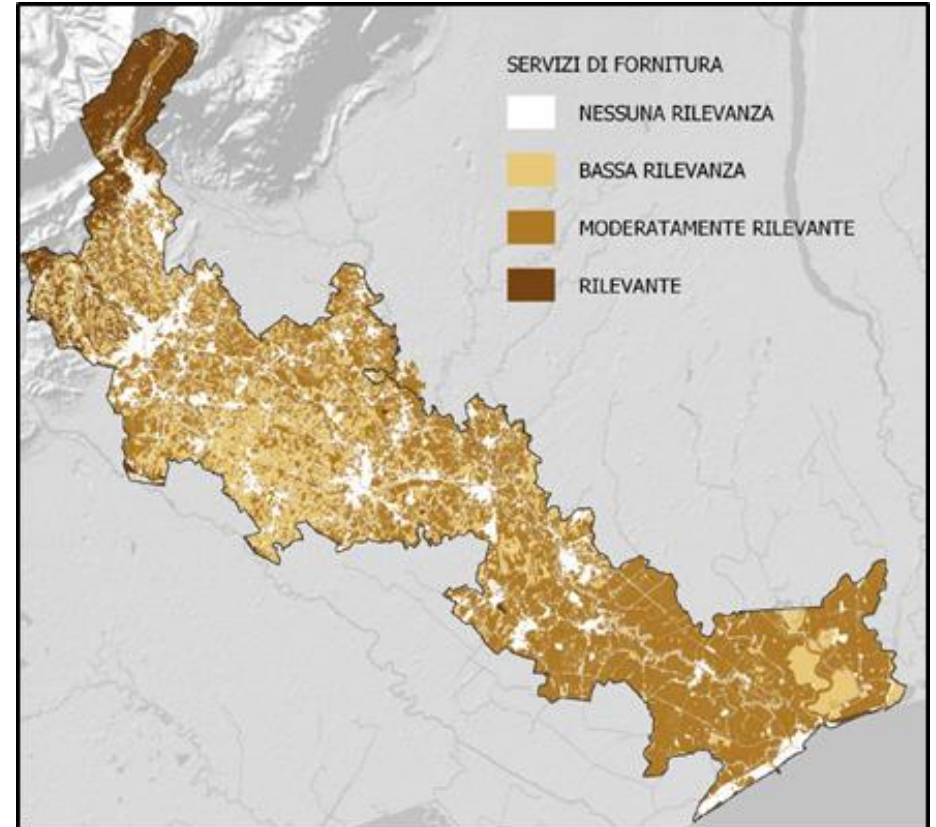 SERVIZI DI FORNITURA
NESSUNA RILEVANZA
BASSA RILEVANZA
MODERATAMENTE RILEVANTE
RILEVANTE